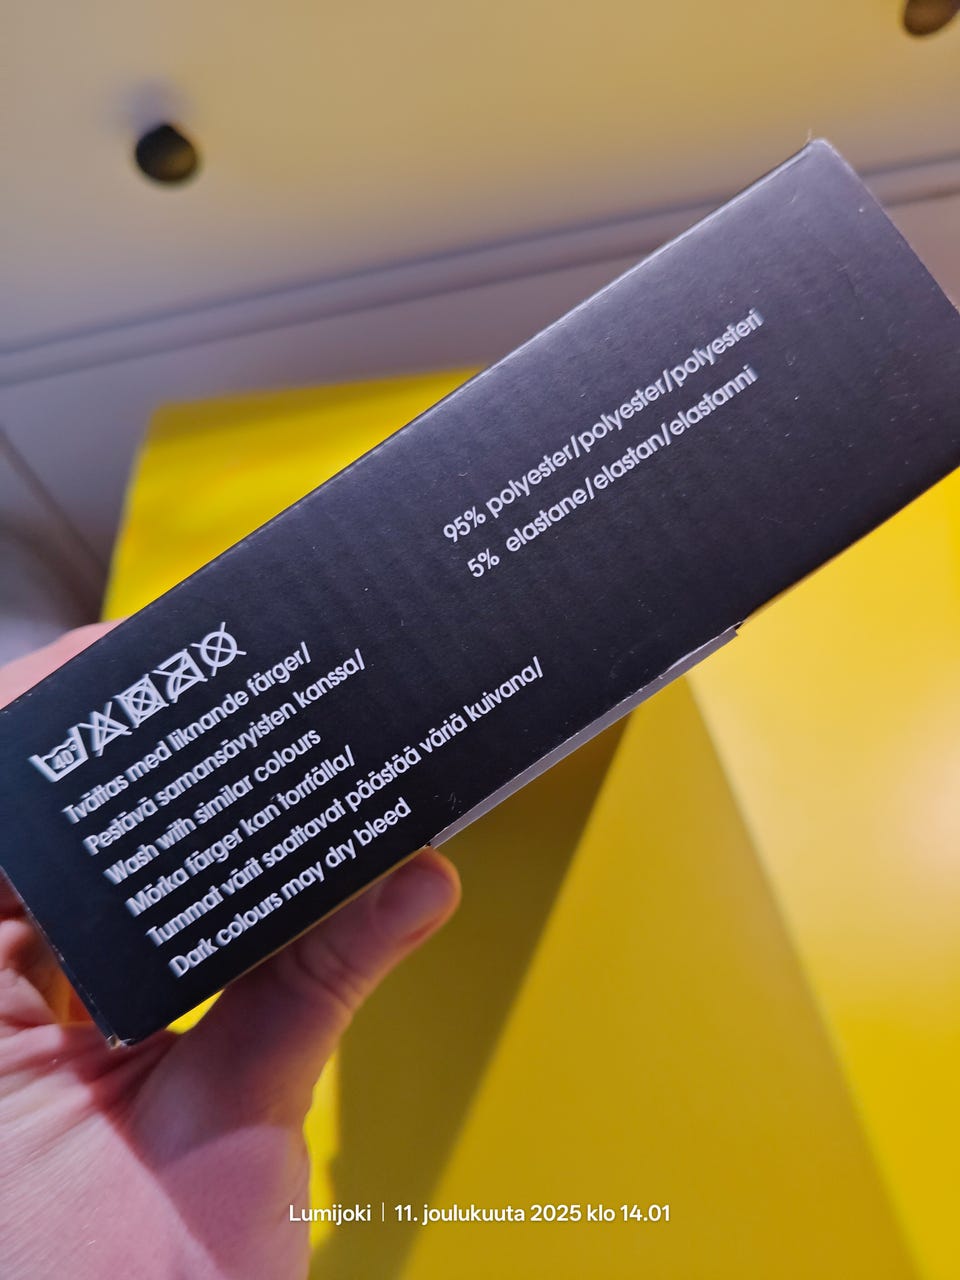 95% polyester/polyester/polyesteri
5% elastane/elastan/elastanni
40°
Tvättas med liknande färger/
Pestävä samansävyisten kanssa/
Wash with similar colours
Mörka färger kan torrfälla/
Tummat värit saattavat päästää väriä kuivana/
Dark colours may dry bleed
Lumijoki | 11. joulukuuta 2025 klo 14.01